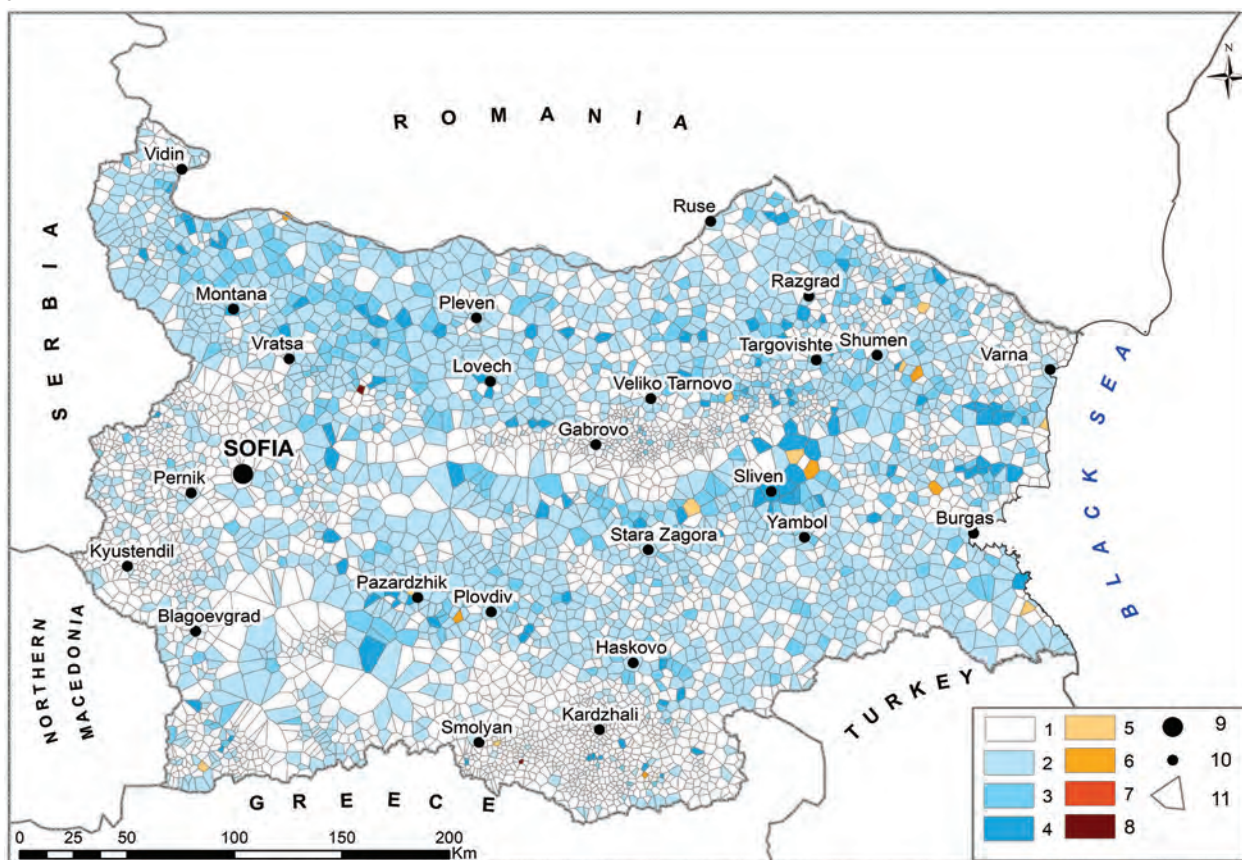 N
ROMANIA
Vidin
Ruse
SERBIA
Razgrad
Montana
Pleven
Vratsa
Targovishte
Shumen
Varna
Lovech
Veliko Tarnovo
Gabrovo
SOFIA
Pernik
Sliven
BLACK SEA
Yambol
Burgas
Stara Zagora
Kyustendil
Pazardzhik
Plovdiv
Blagoevgrad
Haskovo
NORTHERN
MACEDONIA
TURKEY
Kardzhali
Smolyan
GREECE
1 5 9
2 6 10
3 7 11
4 8
0 25 50 100 150 200
Km